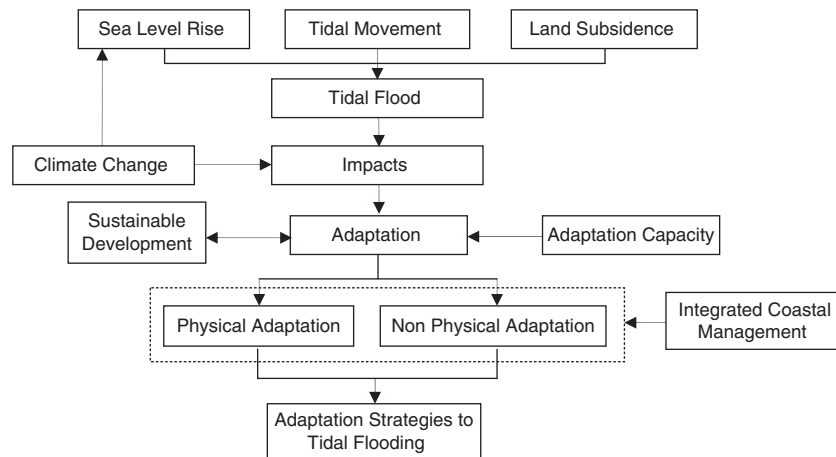 Sea Level Rise
Tidal Movement
Land Subsidence
Tidal Flood
Climate Change
Impacts
Sustainable
Development
Adaptation
Adaptation Capacity
Physical Adaptation
Non Physical Adaptation
Integrated Coastal
Management
Adaptation Strategies to
Tidal Flooding